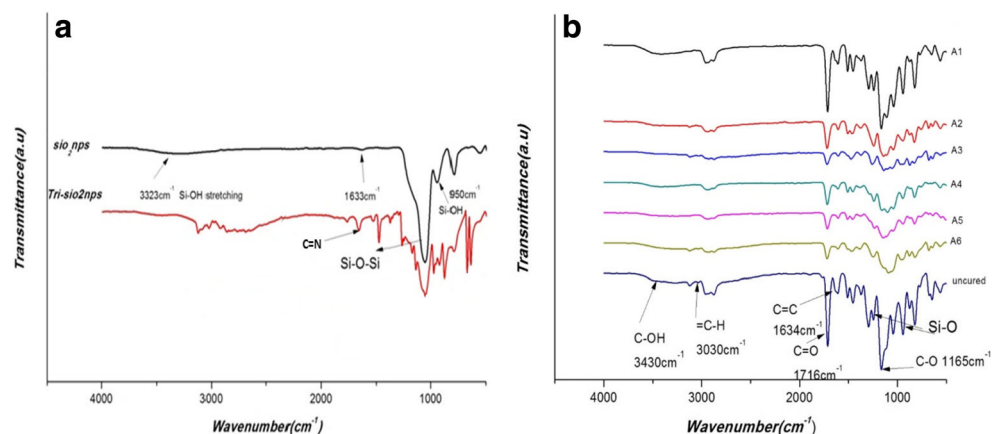 a
Transmittance(a.u)
sio2nps
3323cm-1 Si-OH stretching
1633cm-1
950cm-1
Si-OH
Tri-sio2nps
C=N
Si-O-Si
4000 3000 2000 1000
Wavenumber(cm-1)
b
Transmittance(a.u)
A1
A2
A3
A4
A5
A6
uncured
C-OH
3430cm-1
=C-H
3030cm-1
C=C
1634cm-1
C=O
1716cm-1
Si-O
C-O 1165cm-1
4000 3000 2000 1000
Wavenumber(cm-1)